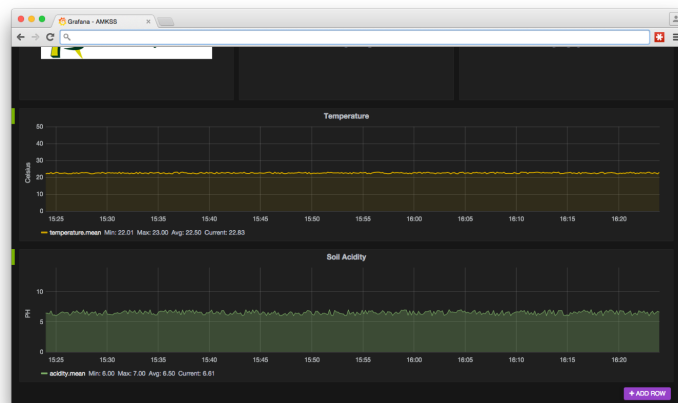 Grafana - AMKSS
Temperature
50
40
30
20
10
0
Celsius
15:25 15:30 15:35 15:40 15:45 15:50 15:55 16:00 16:05 16:10 16:15 16:20
temperature.mean Min: 22.01 Max: 23.00 Avg: 22.50 Current: 22.83
Soil Acidity
10
5
0
PH
15:25 15:30 15:35 15:40 15:45 15:50 15:55 16:00 16:05 16:10 16:15 16:20
acidity.mean Min: 6.00 Max: 7.00 Avg: 6.50 Current: 6.61
+ ADD ROW